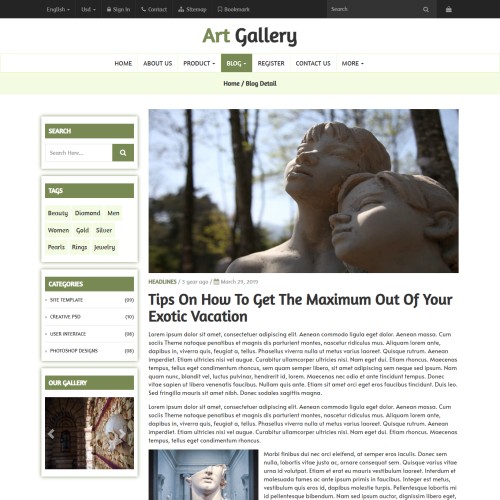 English Usd Sign In Contact Sitemap Bookmark Search
Art Gallery
HOME ABOUT US PRODUCT BLOG REGISTER CONTACT US MORE
Home / Blog Detail
SEARCH
Search Here...
TAGS
Beauty Diamond Men
Women Gold Silver
Pearls Rings Jewelry
CATEGORIES
SITE TEMPLATE (09)
CREATIVE PSD (10)
USER INTERFACE (99)
PHOTOSHOP DESIGNS (98)
OUR GALLERY
HEADLINES / 3 year ago / March 29, 2019
Tips On How To Get The Maximum Out Of Your
Exotic Vacation
Lorem ipsum dolor sit amet, consectetuer adipiscing elit. Aenean commodo ligula eget dolor. Aenean massa. Cum
sociis Theme natoque penatibus et magnis dis parturient montes, nascetur ridiculus mus. Aliquam lorem ante,
dapibus in, viverra quis, feugiat a, tellus. Phasellus viverra nulla ut metus varius laoreet. Quisque rutrum. Aenean
imperdiet. Etiam ultricies nisi vel augue. Curabitur ullamcorper ultricies nisi. Nam eget dui. Etiam rhoncus. Maecenas
tempus, tellus eget condimentum rhoncus, sem quam semper libero, sit amet adipiscing sem neque sed ipsum. Nam
quam nunc, blandit vel, luctus pulvinar, hendrerit id, lorem. Maecenas nec odio et ante tincidunt tempus. Donec
vitae sapien ut libero venenatis faucibus. Nullam quis ante. Etiam sit amet orci eget eros faucibus tincidunt. Duis leo.
Sed fringilla mauris sit amet nibh. Donec sodales sagittis magna.
Lorem ipsum dolor sit amet, consectetuer adipiscing elit. Aenean commodo ligula eget dolor. Aenean massa. Cum
sociis Theme natoque penatibus et magnis dis parturient montes, nascetur ridiculus mus. Aliquam lorem ante,
dapibus in, viverra quis, feugiat a, tellus. Phasellus viverra nulla ut metus varius laoreet. Quisque rutrum. Aenean
imperdiet. Etiam ultricies nisi vel augue. Curabitur ullamcorper ultricies nisi. Nam eget dui. Etiam rhoncus. Maecenas
tempus, tellus eget condimentum rhoncus.
Morbi finibus dui nec orci eleifend, at semper eros iaculis. Donec sem
nulla, lobortis vitae justo ac, ornare consequat sem. Quisque varius vitae
urna id volutpat. Etiam et erat eu mauris vestibulum laoreet. Interdum et
malesuada fames ac ante ipsum primis in faucibus. Integer est metus,
vestibulum quis eros id, dapibus molestie turpis. Pellentesque lobortis mi
id pellentesque bibendum. Nam sed ipsum auctor, dignissim libero eget,